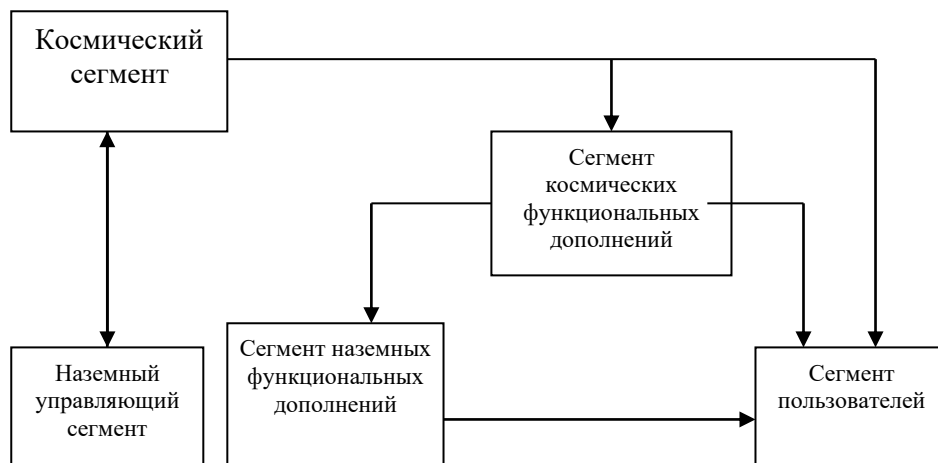 Космический
сегмент
Сегмент
космических
функциональных
дополнений
Сегмент наземных
функциональных
дополнений
Наземный
управляющий
сегмент
Сегмент
пользователей